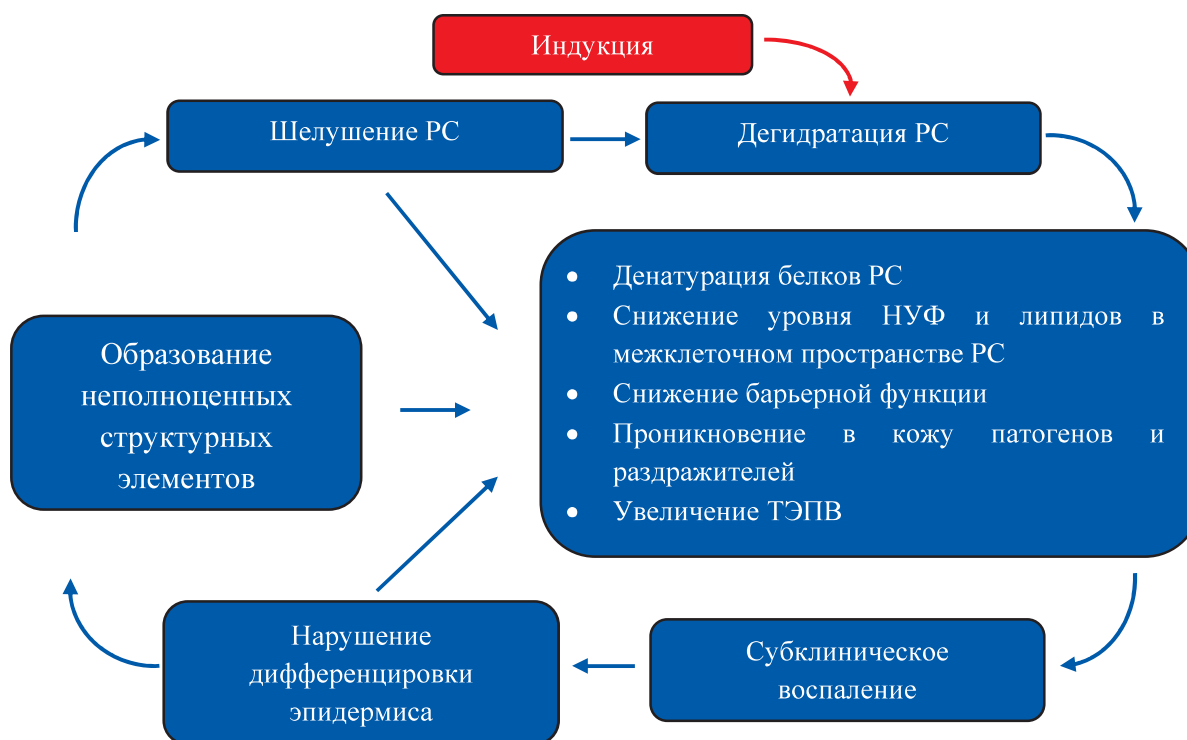 Индукция
Шелушение РС
Дегидратация РС
• Денатурация белков РС
• Снижение уровня НУФ и липидов в
межклеточном пространстве РС
• Снижение барьерной функции
• Проникновение в кожу патогенов и
раздражителей
• Увеличение ТЭПВ
Образование
неполноценных
структурных
элементов
Нарушение
дифференцировки
эпидермиса
Субклиническое
воспаление